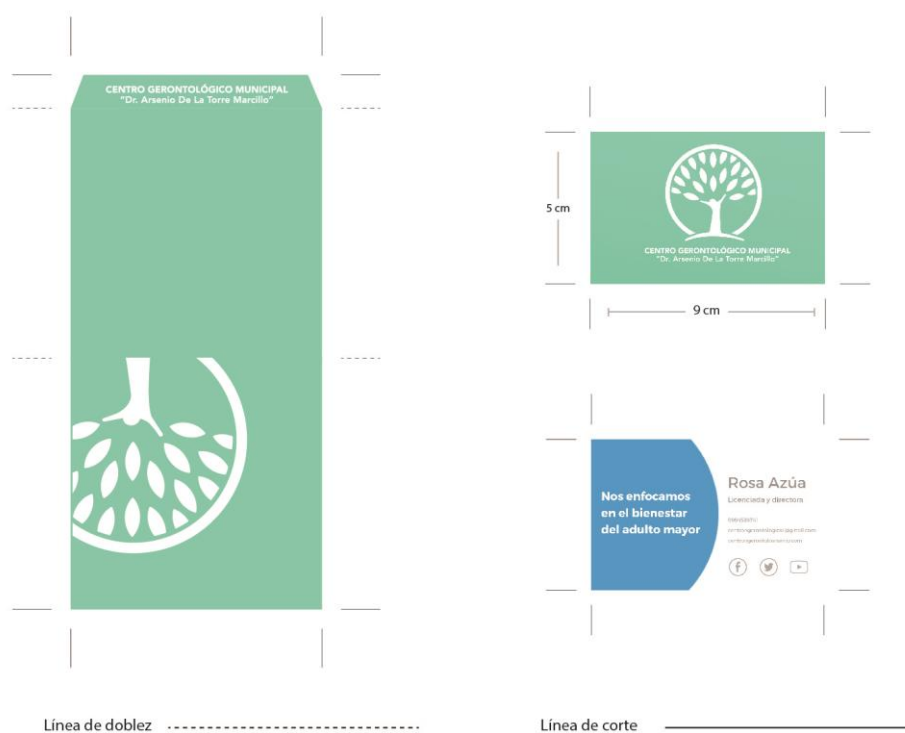 CENTRO GERONTOLÓGICO MUNICIPAL
"Dr. Arsenio De La Torre Marcillo"
5 cm
CENTRO GERONTOLÓGICO MUNICIPAL
"Dr. Arsenio De La Torre Marcillo"
9 cm
Nos enfocamos
en el bienestar
del adulto mayor
Rosa Azúa
Licenciada y directora
Línea de doblez
Línea de corte